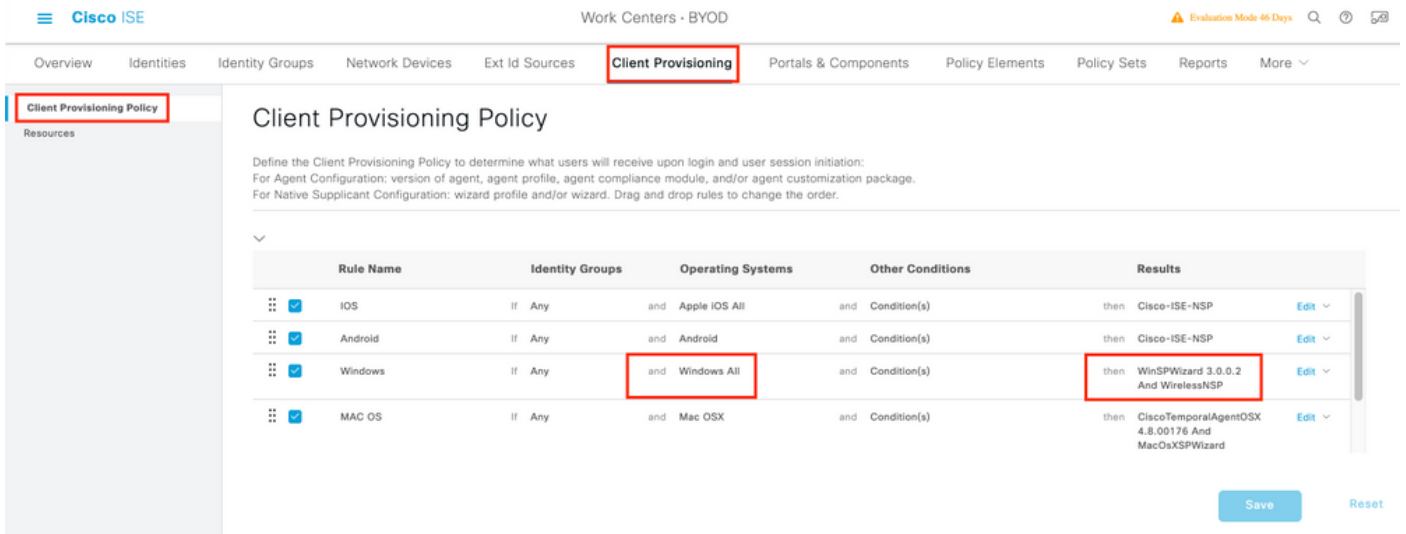 Cisco ISE
Work Centers · BYOD
Evaluation Mode 46 Days
Overview Identities Identity Groups Network Devices Ext Id Sources Client Provisioning Portals & Components Policy Elements Policy Sets Reports More
Client Provisioning Policy
Resources
Client Provisioning Policy
Define the Client Provisioning Policy to determine what users will receive upon login and user session initiation:
For Agent Configuration: version of agent, agent profile, agent compliance module, and/or agent customization package.
For Native Supplicant Configuration: wizard profile and/or wizard. Drag and drop rules to change the order.
Rule Name Identity Groups Operating Systems Other Conditions Results
IOS If Any and Apple iOS All and Condition(s) then Cisco-ISE-NSP Edit
Android If Any and Android and Condition(s) then Cisco-ISE-NSP Edit
Windows If Any and Windows All and Condition(s) then WinSPWizard 3.0.0.2 Edit
And WirelessNSP
MAC OS If Any and Mac OSX and Condition(s) then CiscoTemporalAgentOSX Edit
4.8.00176 And
MacOsXSPWizard
Save Reset